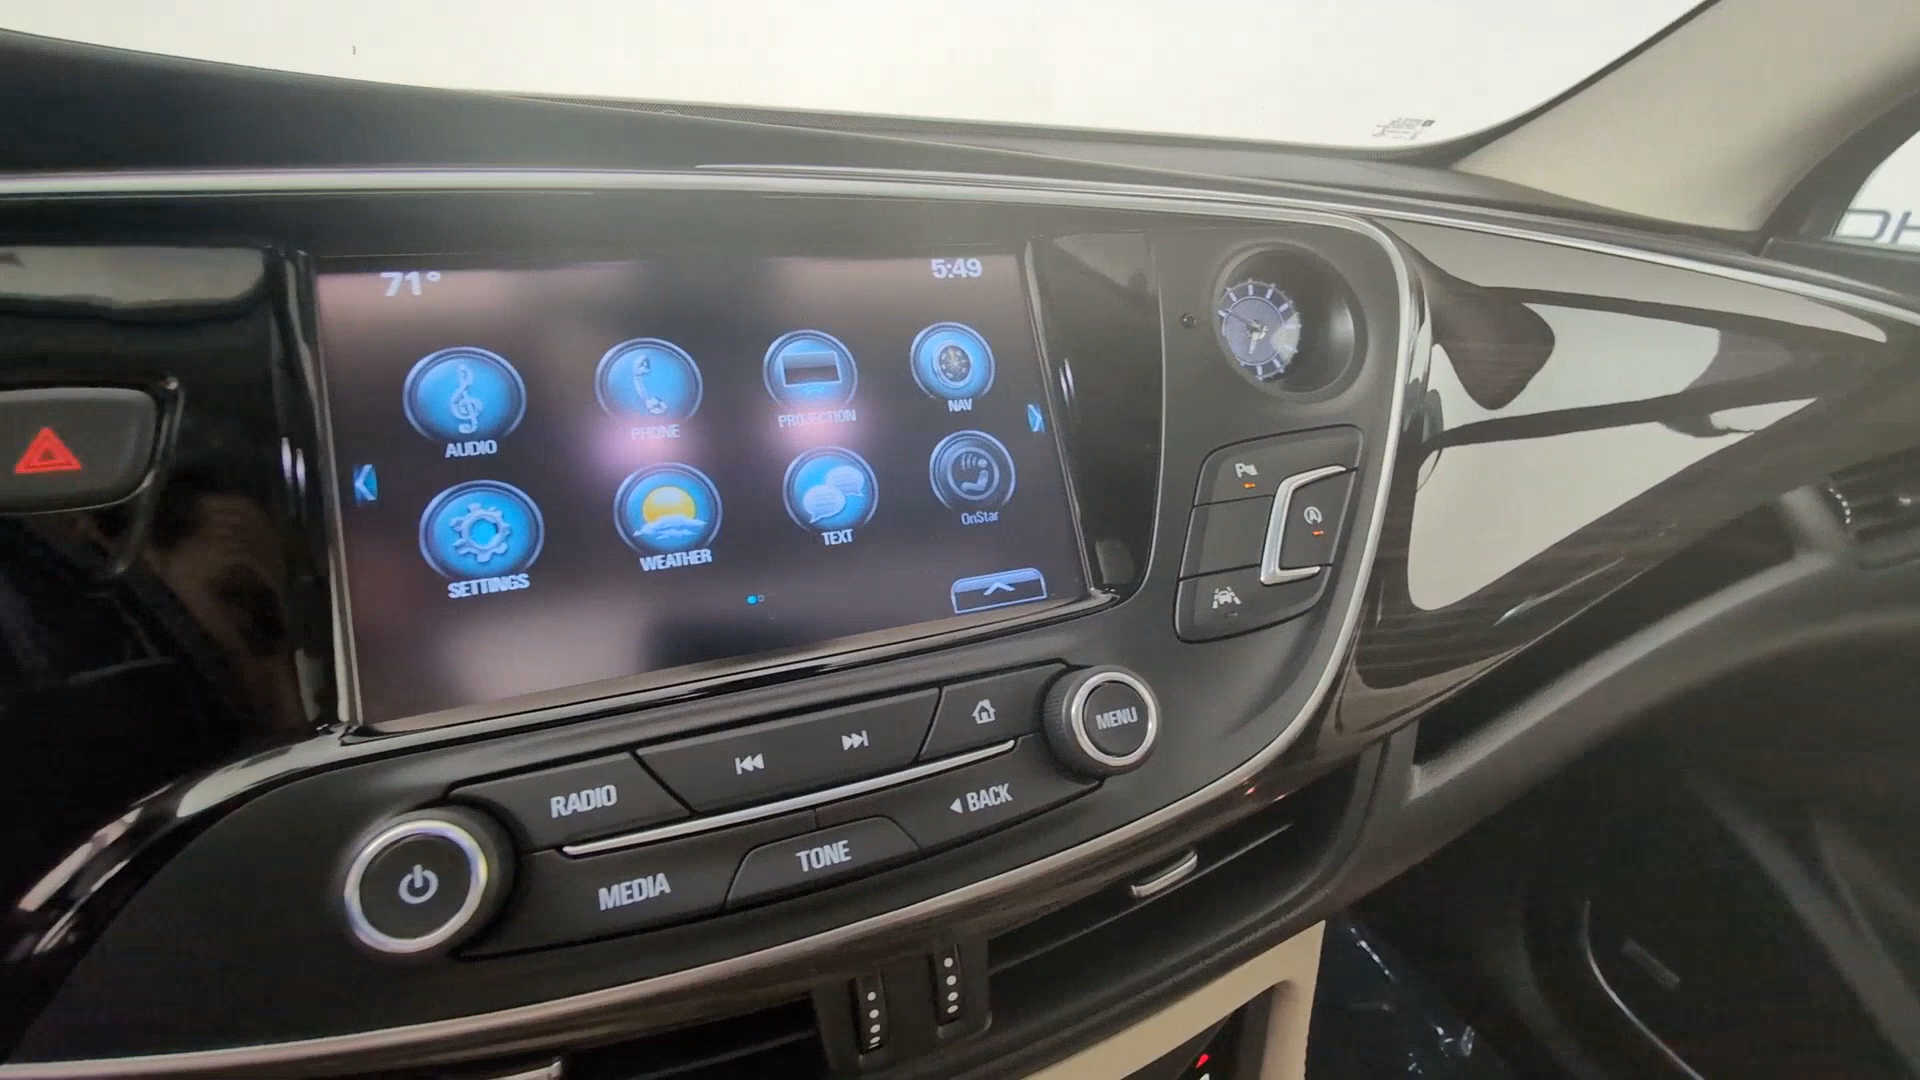 71°
5:49
AUDIO
PHONE
PROJECTION
NAV
SETTINGS
WEATHER
TEXT
OnStar
RADIO
MENU
MEDIA
TONE
BACK